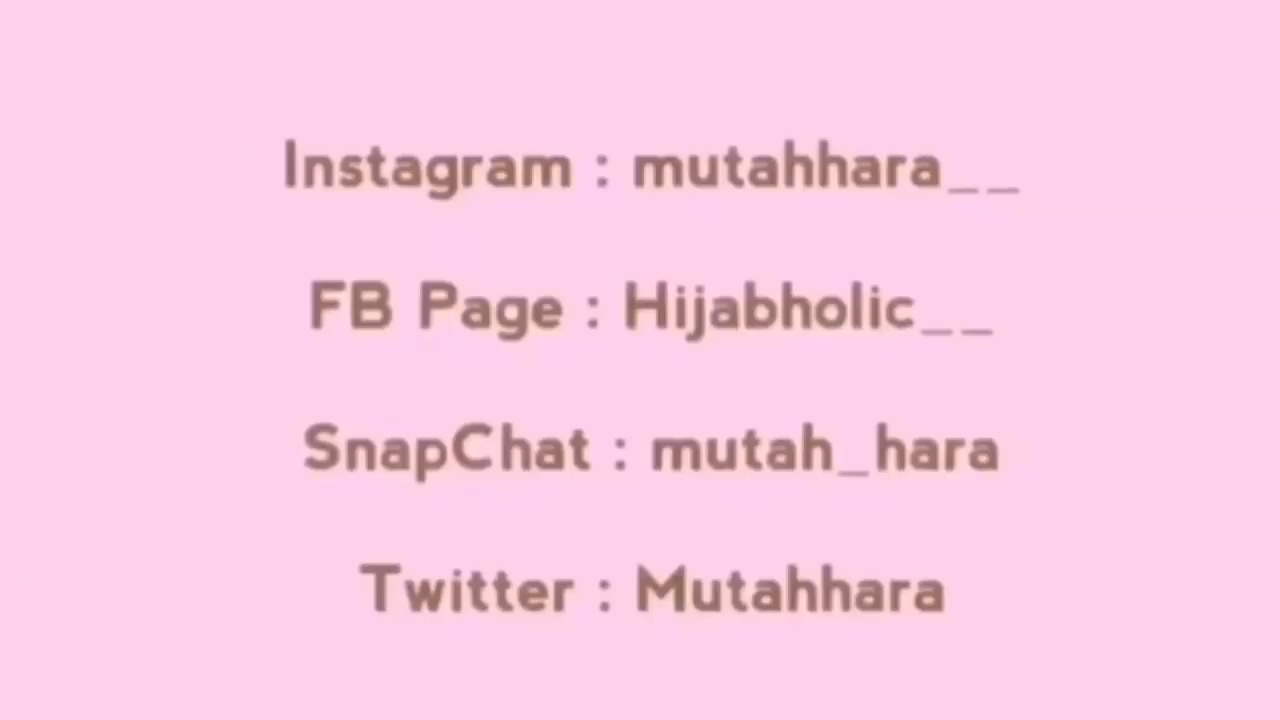 Instagram : mutahhara__
FB Page : Hijabholic__
SnapChat : mutah_hara
Twitter : Mutahhara